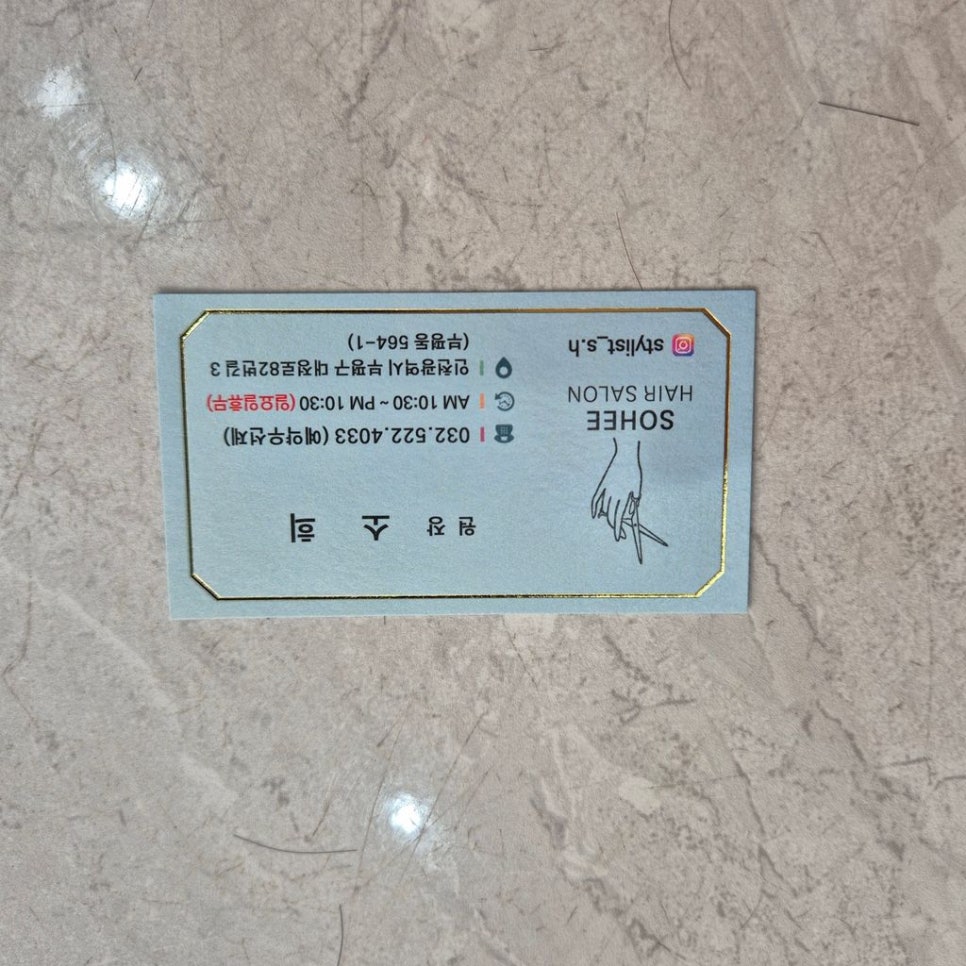 SOHEE
HAIR SALON
stylist_s.h
원장 소희
032.522.4033 (예약우선제)
AM 10:30 ~ PM 10:30 (일요일휴무)
인천광역시 부평구 대정로82번길 3
(부평동 564-1)